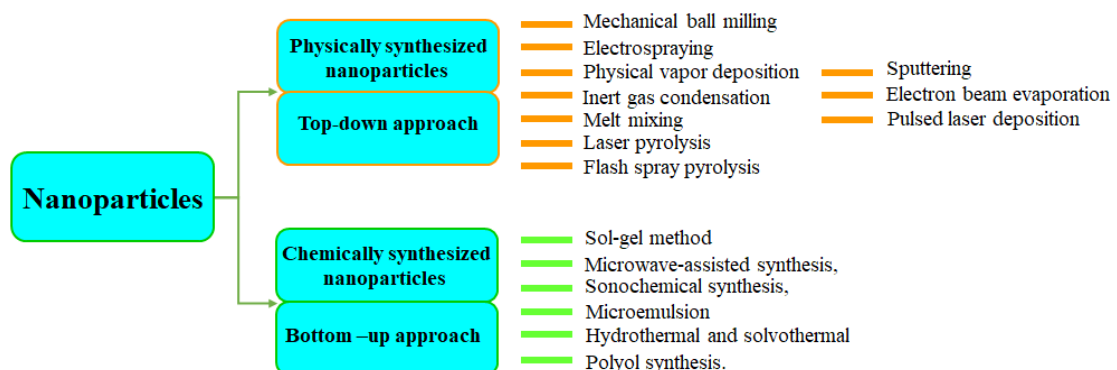 Nanoparticles
Physically synthesized
nanoparticles
Top-down approach
Mechanical ball milling
Electrospraying
Physical vapor deposition
Inert gas condensation
Melt mixing
Laser pyrolysis
Flash spray pyrolysis
Sputtering
Electron beam evaporation
Pulsed laser deposition
Chemically synthesized
nanoparticles
Bottom –up approach
Sol-gel method
Microwave-assisted synthesis,
Sonochemical synthesis,
Microemulsion
Hydrothermal and solvothermal
Polyol synthesis.